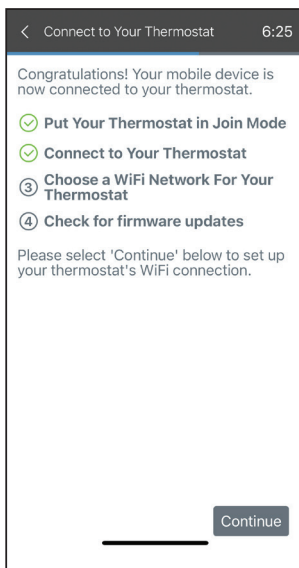 Connect to Your Thermostat 6:25
Congratulations! Your mobile device is
now connected to your thermostat.
Put Your Thermostat in Join Mode
Connect to Your Thermostat
3 Choose a WiFi Network For Your
Thermostat
4 Check for firmware updates
Please select 'Continue' below to set up
your thermostat's WiFi connection.
Continue